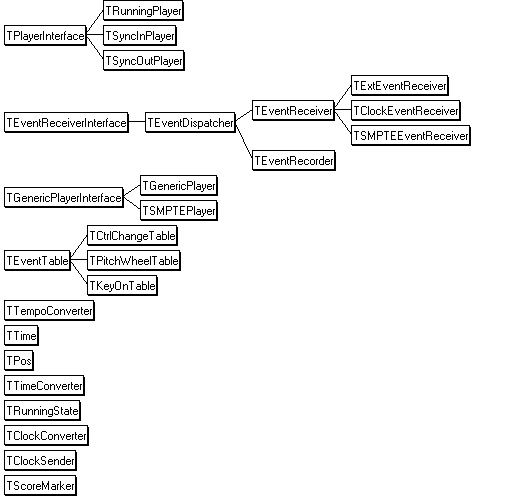 TRunningPlayer
TPlayerInterface
TSyncInPlayer
TSyncOutPlayer
TExtEventReceiver
TEventReceiver
TClockEventReceiver
TEventReceiverInterface
TEventDispatcher
TSMPTEEventReceiver
TEventRecorder
TGenericPlayer
TGenericPlayerInterface
TSMPTEPlayer
TCtrlChangeTable
TEventTable
TPitchWheelTable
TKeyOnTable
TTempoConverter
TTime
TPos
TTimeConverter
TRunningState
TClockConverter
TClockSender
TScoreMarker